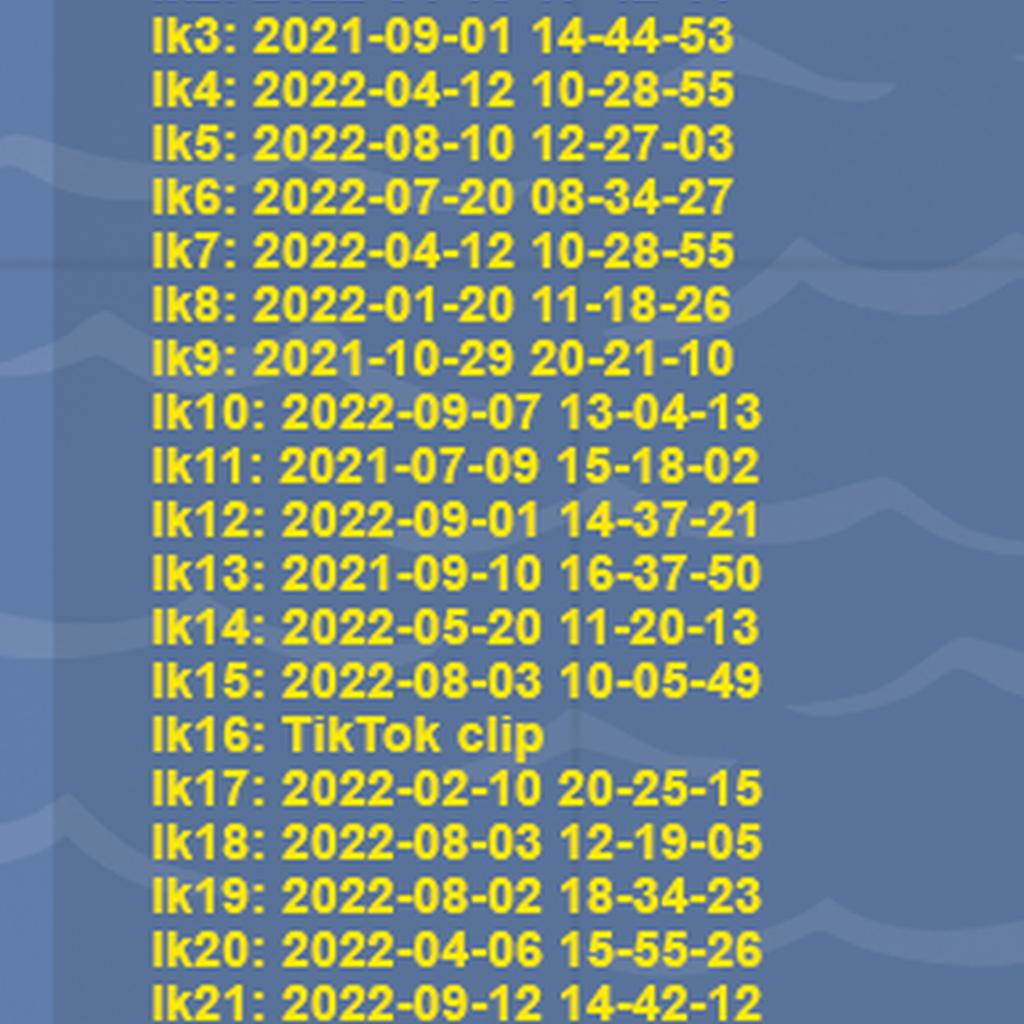 lk3: 2021-09-01 14-44-53
lk4: 2022-04-12 10-28-55
lk5: 2022-08-10 12-27-03
lk6: 2022-07-20 08-34-27
lk7: 2022-04-12 10-28-55
lk8: 2022-01-20 11-18-26
lk9: 2021-10-29 20-21-10
lk10: 2022-09-07 13-04-13
lk11: 2021-07-09 15-18-02
lk12: 2022-09-01 14-37-21
lk13: 2021-09-10 16-37-50
lk14: 2022-05-20 11-20-13
lk15: 2022-08-03 10-05-49
lk16: TikTok clip
lk17: 2022-02-10 20-25-15
lk18: 2022-08-03 12-19-05
lk19: 2022-08-02 18-34-23
lk20: 2022-04-06 15-55-26
lk21: 2022-09-12 14-42-12